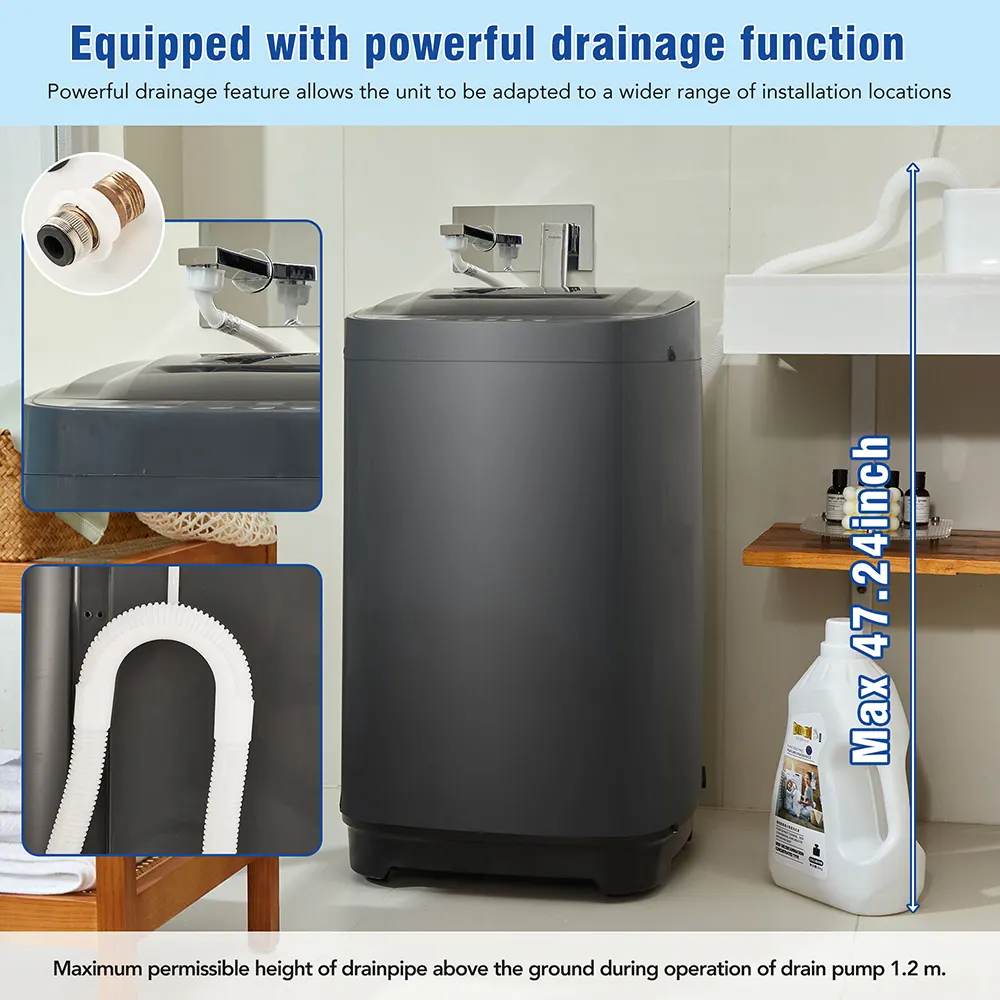 Equipped with powerful drainage function
Powerful drainage feature allows the unit to be adapted to a wider range of installation locations
Max 47.24inch
Maximum permissible height of drainpipe above the ground during operation of drain pump 1.2 m.